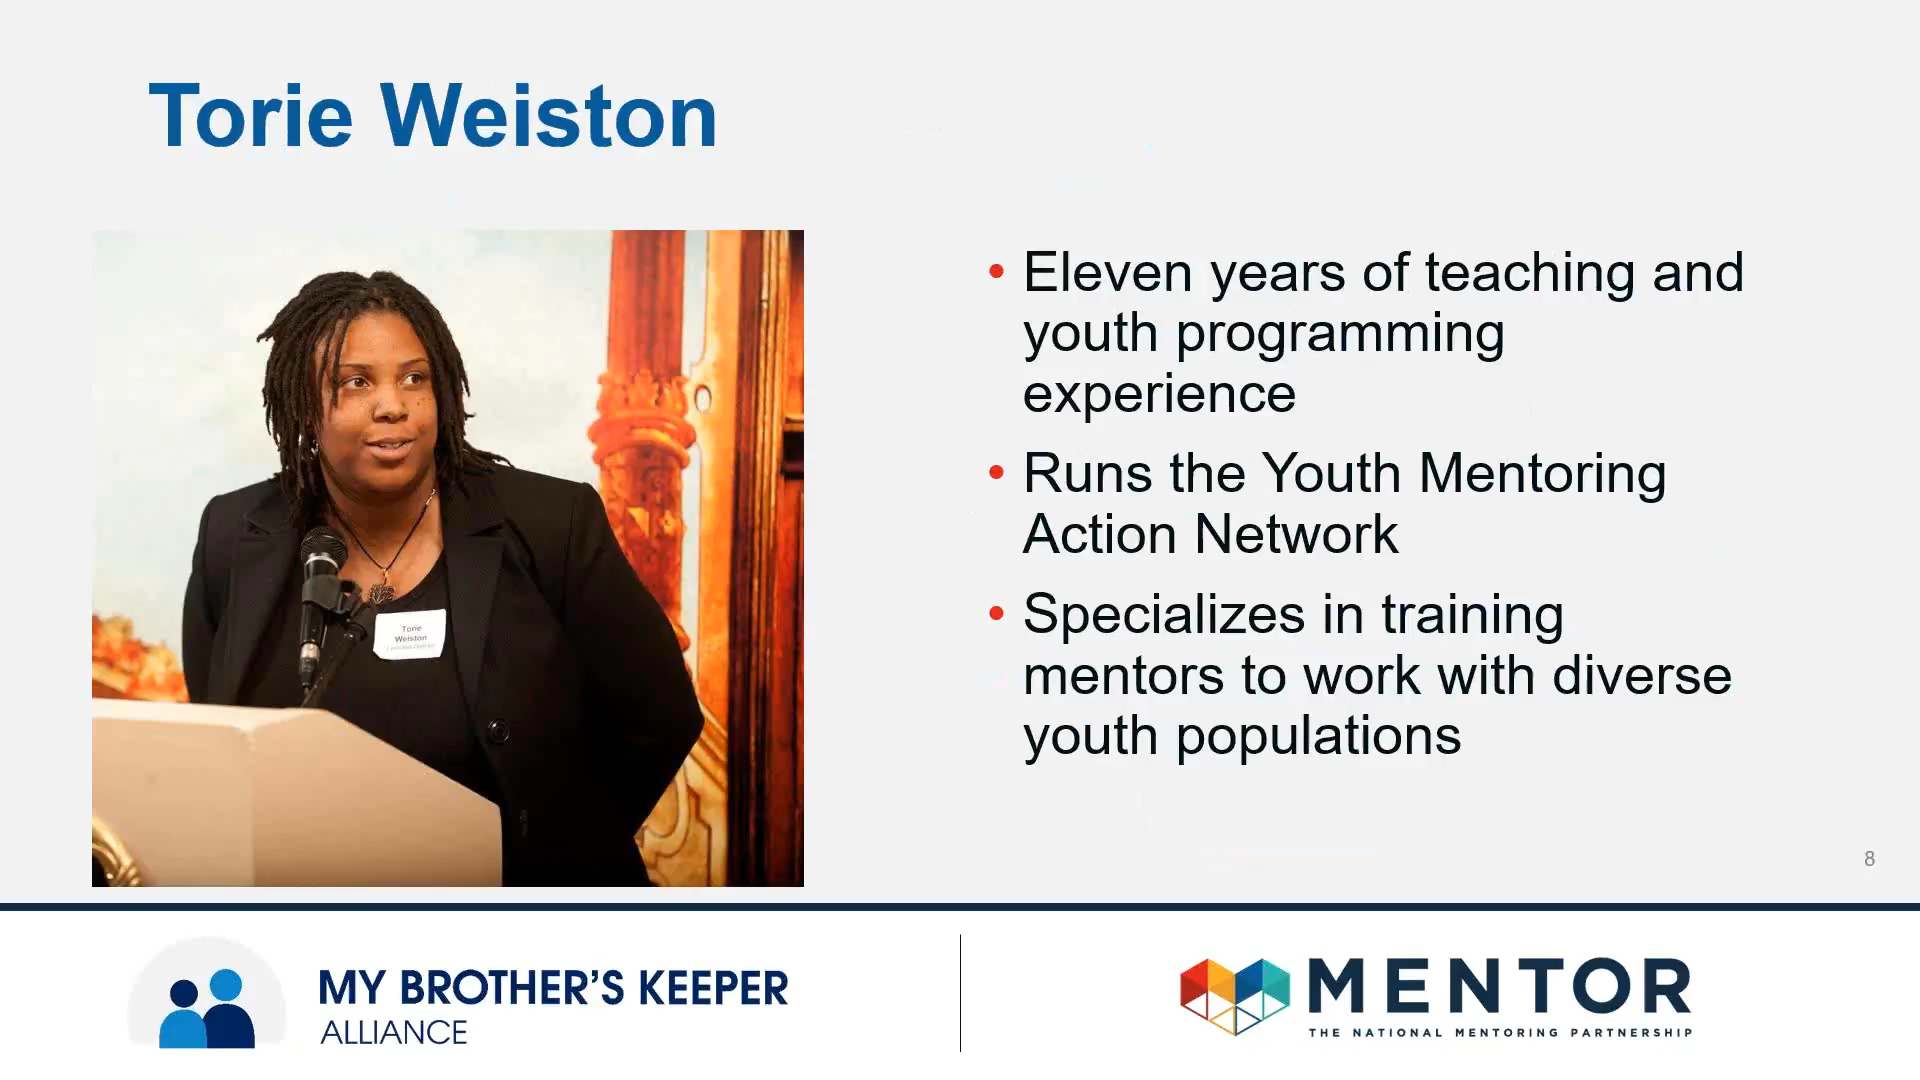 Torie Weiston
Torie
Weiston
• Eleven years of teaching and
youth programming
experience
• Runs the Youth Mentoring
Action Network
• Specializes in training
mentors to work with diverse
youth populations
8
MY BROTHER'S KEEPER
ALLIANCE
MENTOR
THE NATIONAL MENTORING PARTNERSHIP